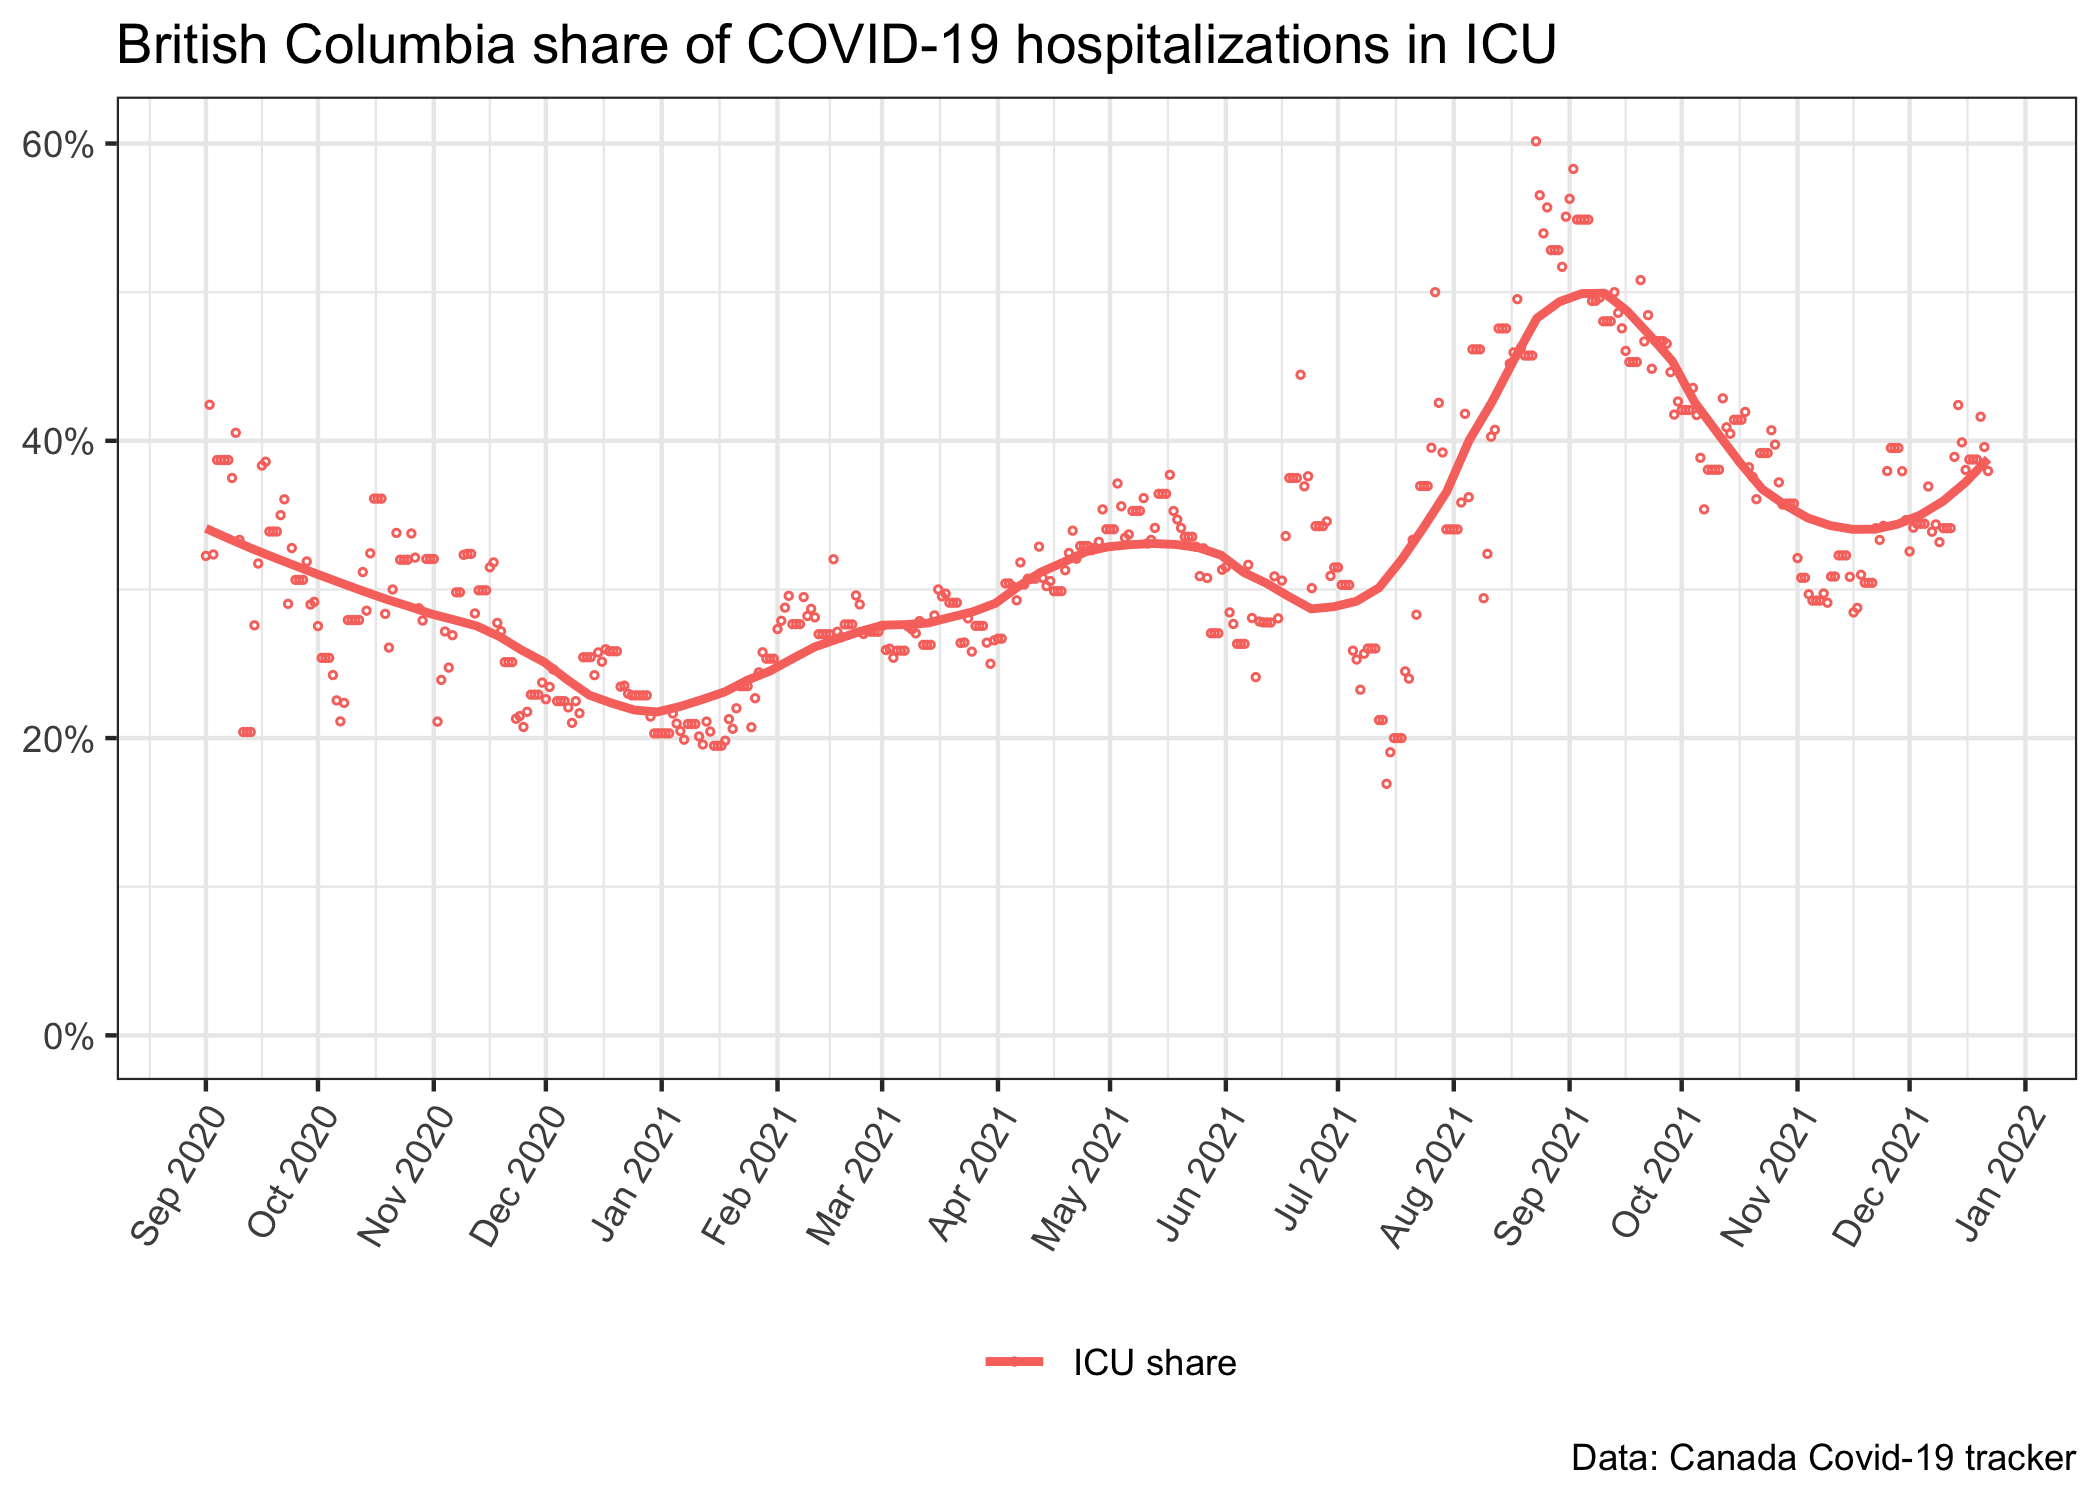 British Columbia share of COVID-19 hospitalizations in ICU
60%
40%
20%
0%
Sep 2020
Oct 2020
Nov 2020
Dec 2020
Jan 2021
Feb 2021
Mar 2021
Apr 2021
May 2021
Jun 2021
Jul 2021
Aug 2021
Sep 2021
Oct 2021
Nov 2021
Dec 2021
Jan 2022
ICU share
Data: Canada Covid-19 tracker